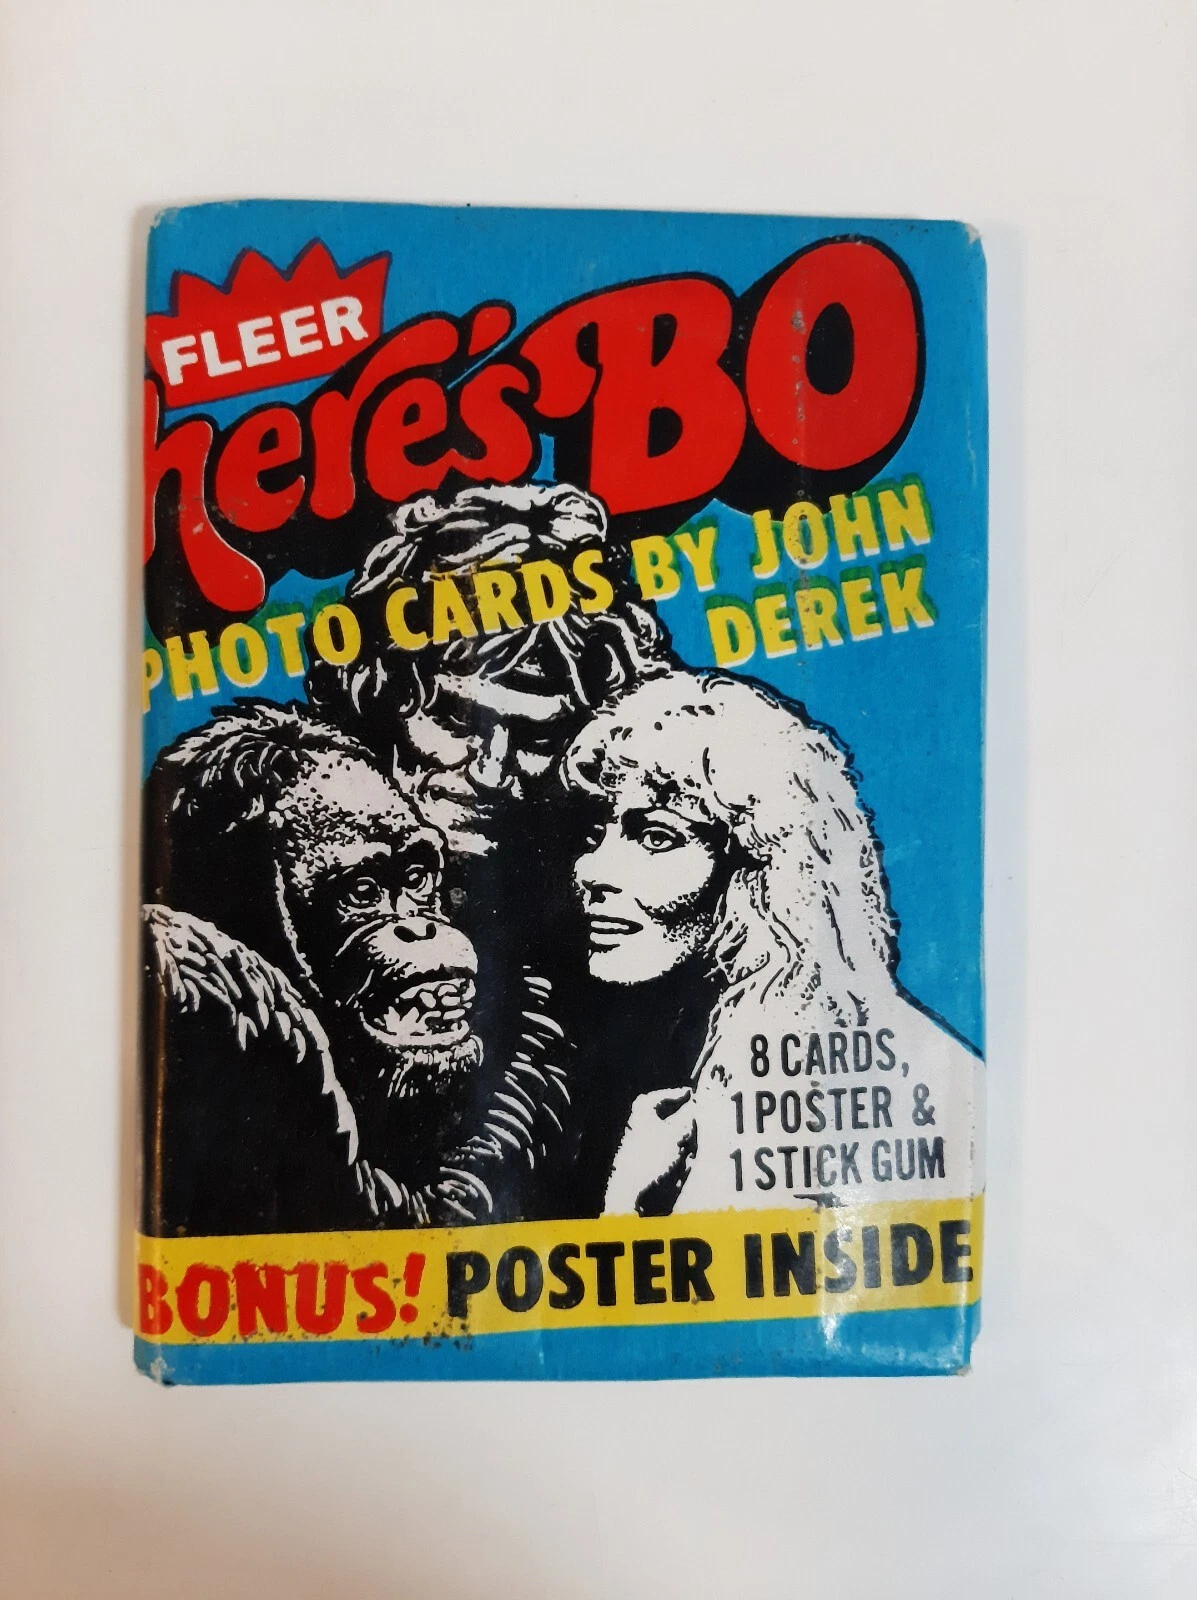 FLEER
here's BO
PHOTO CARDS BY JOHN
DEREK
8 CARDS,
1 POSTER &
1 STICK GUM
BONUS! POSTER INSIDE